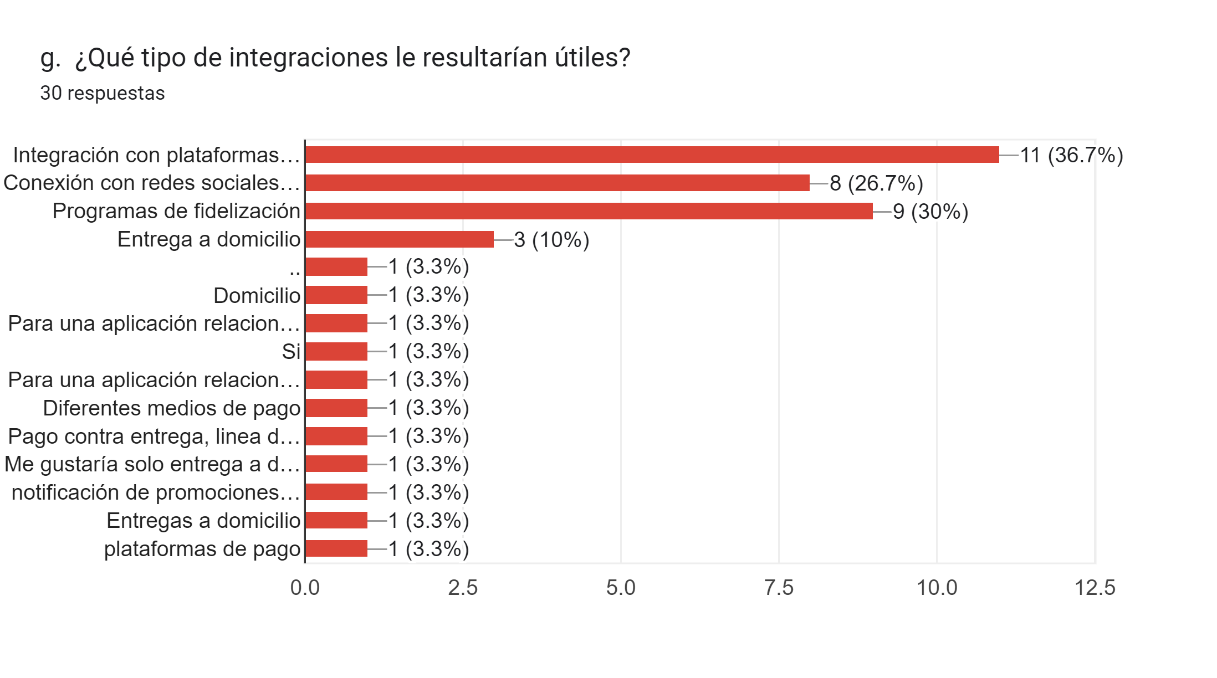 g.  ¿Qué tipo de integraciones le resultarían útiles?
30 respuestas
Integración con plataformas… 11 (36.7%)
Conexión con redes sociales… 8 (26.7%)
Programas de fidelización 9 (30%)
Entrega a domicilio 3 (10%)
.. 1 (3.3%)
Domicilio 1 (3.3%)
Para una aplicación relacion… 1 (3.3%)
Si 1 (3.3%)
Para una aplicación relacion… 1 (3.3%)
Diferentes medios de pago 1 (3.3%)
Pago contra entrega, linea d… 1 (3.3%)
Me gustaría solo entrega a d… 1 (3.3%)
notificación de promociones… 1 (3.3%)
Entregas a domicilio 1 (3.3%)
plataformas de pago 1 (3.3%)
0.0 2.5 5.0 7.5 10.0 12.5